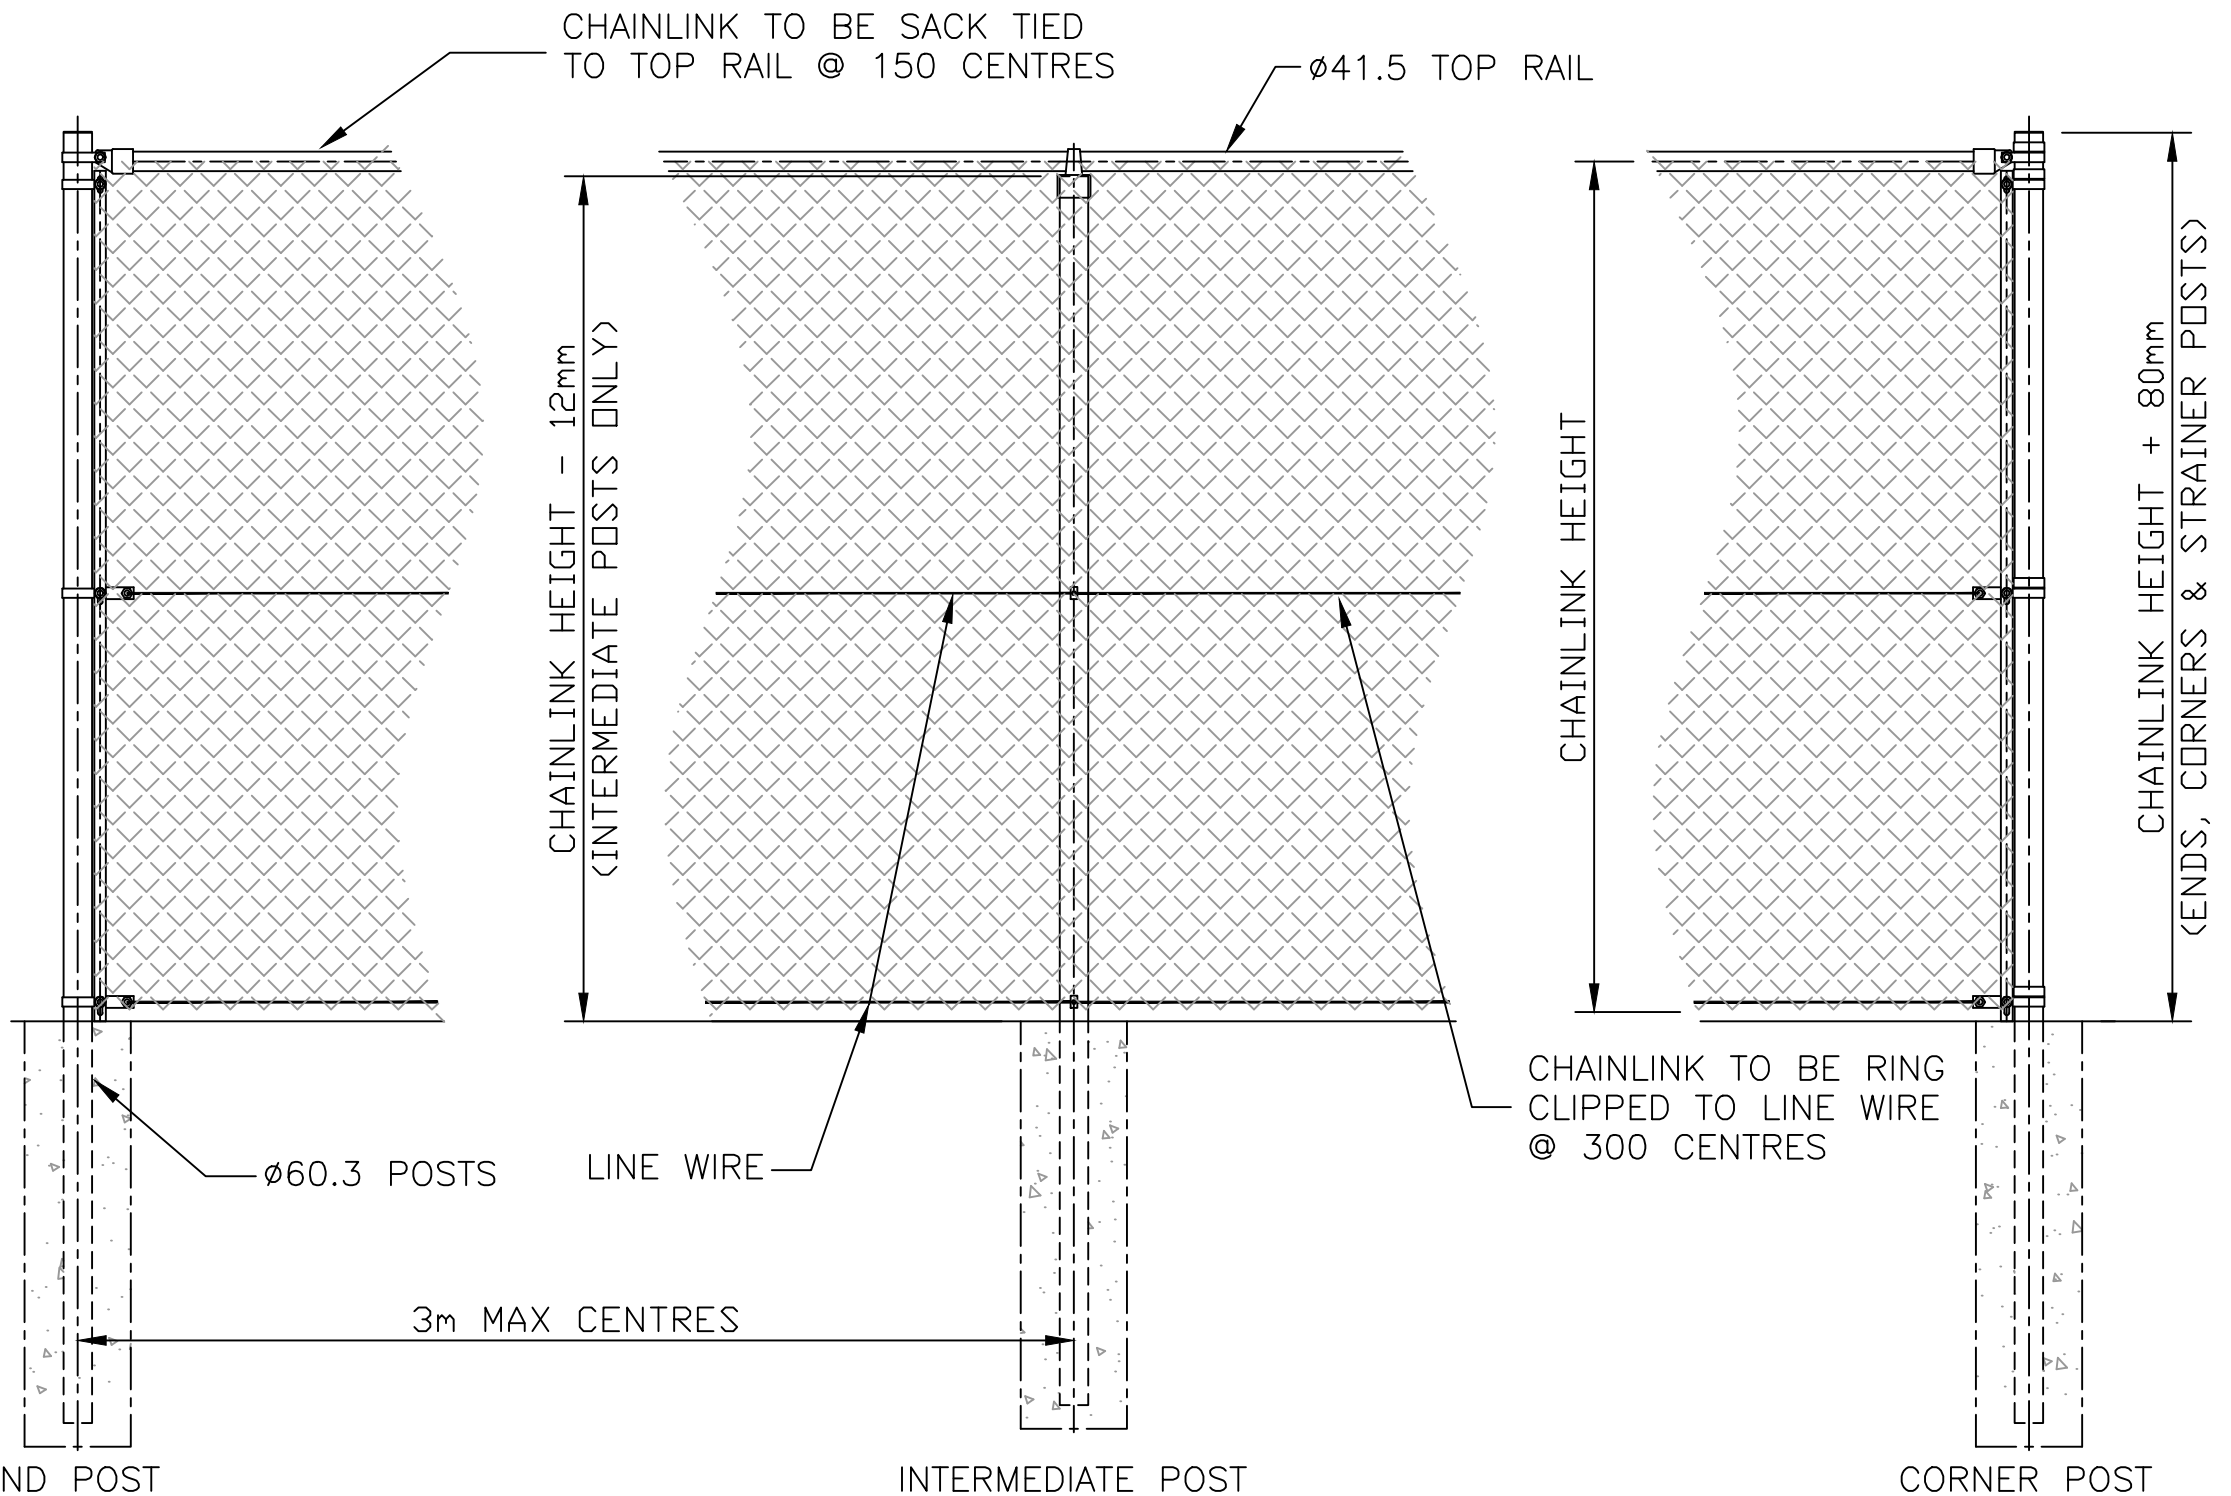 CHAINLINK TO BE SACK TIED
TO TOP RAIL @ 150 CENTRES
ø41.5 TOP RAIL
CHAINLINK HEIGHT - 12mm
(INTERMEDIATE POSTS ONLY)
CHAINLINK HEIGHT
CHAINLINK HEIGHT + 80mm
(ENDS, CORNERS & STRAINER POSTS)
CHAINLINK TO BE RING
CLIPPED TO LINE WIRE
@ 300 CENTRES
ø60.3 POSTS
LINE WIRE
3m MAX CENTRES
ND POST
INTERMEDIATE POST
CORNER POST